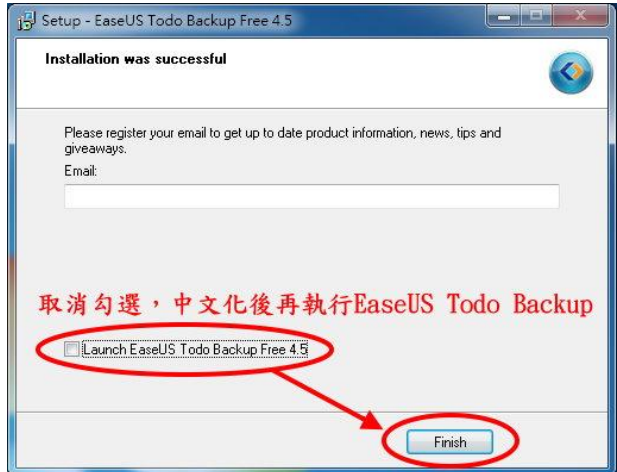 Setup - EaseUS Todo Backup Free 4.5
Installation was successful
Please register your email to get up to date product information, news, tips and
giveaways.
Email:
取消勾選，中文化後再執行EaseUS Todo Backup
Launch EaseUS Todo Backup Free 4.5
Finish